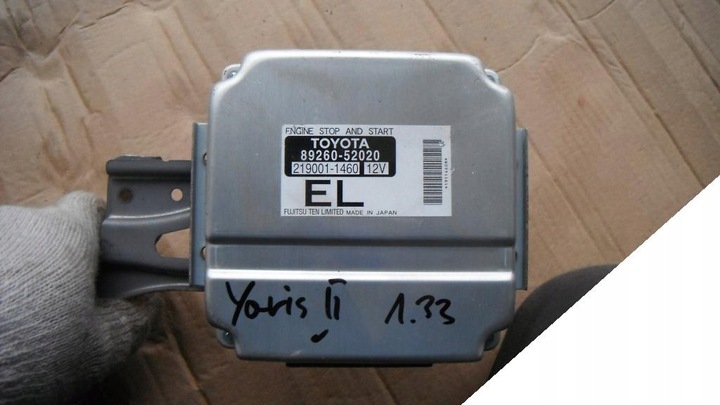 ENGINE STOP AND START
TOYOTA
89260-52020
219001-1460 12V
EL
FUJITSU TEN LIMITED MADE IN JAPAN
Yaris II 1.33